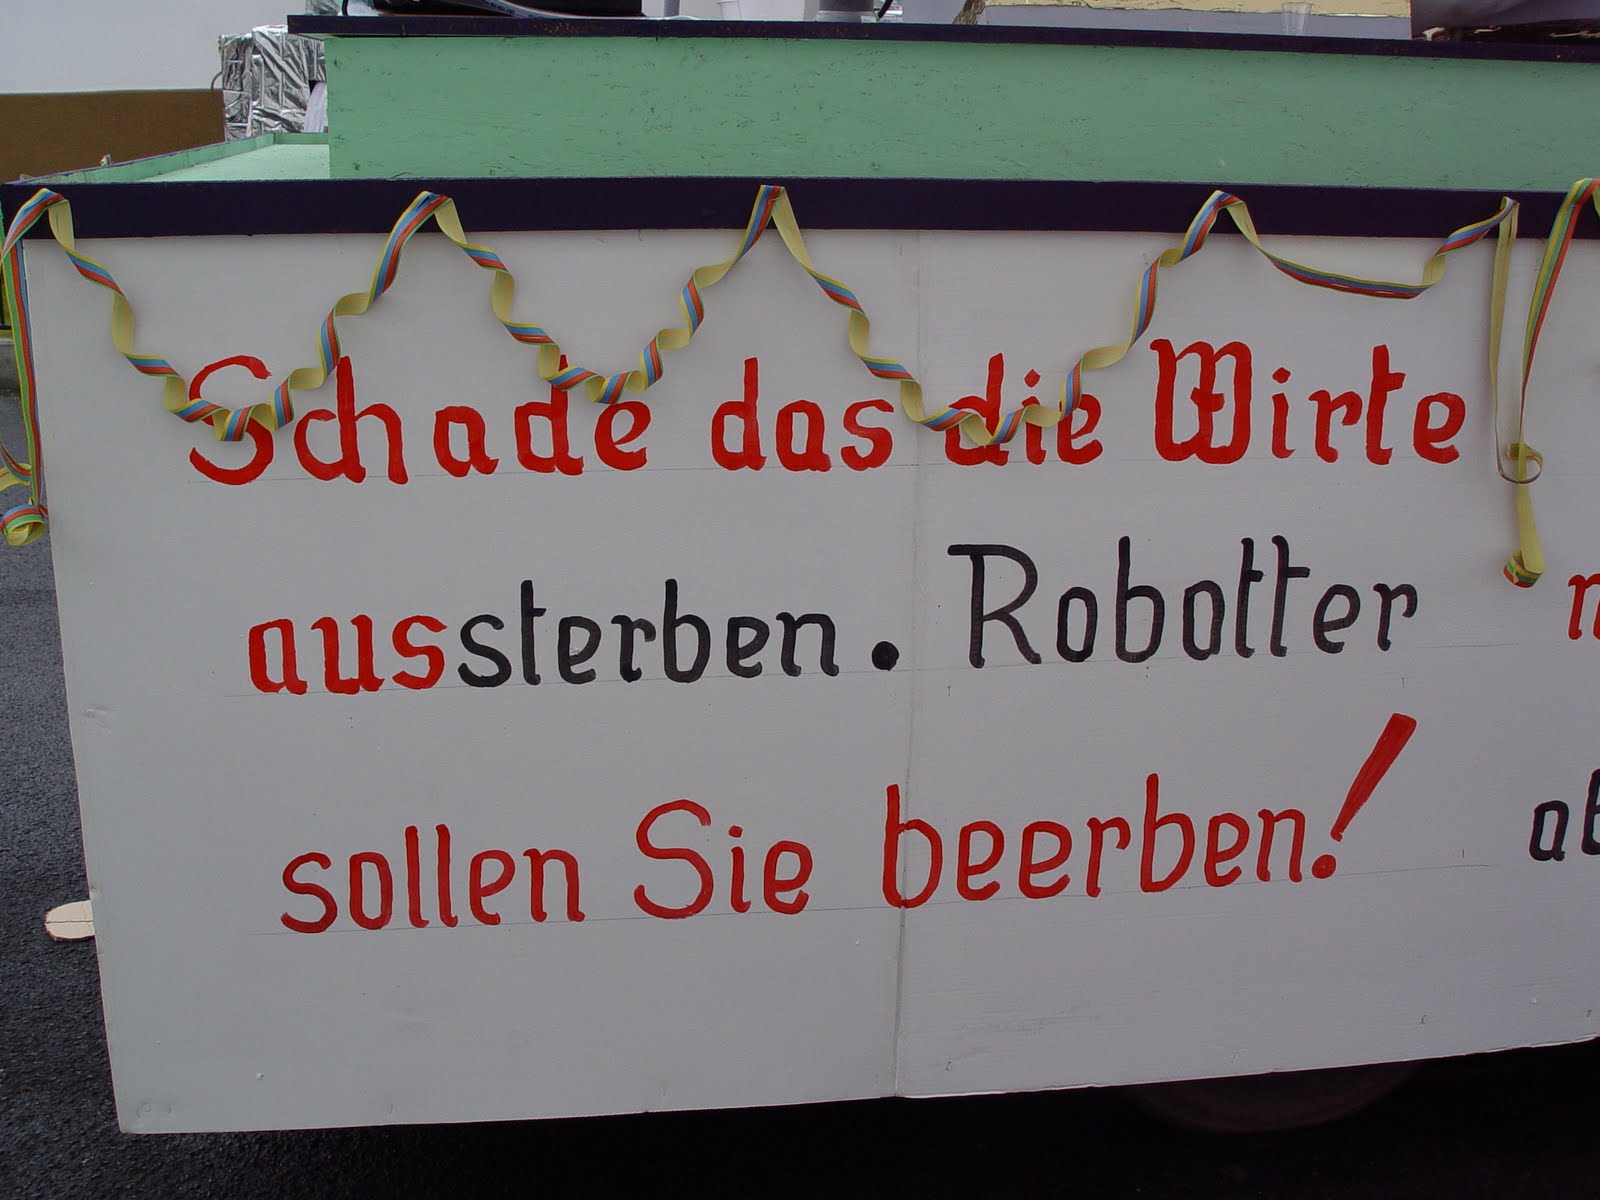 Schade das die Wirte
aussterben. Robotter
sollen Sie beerben!